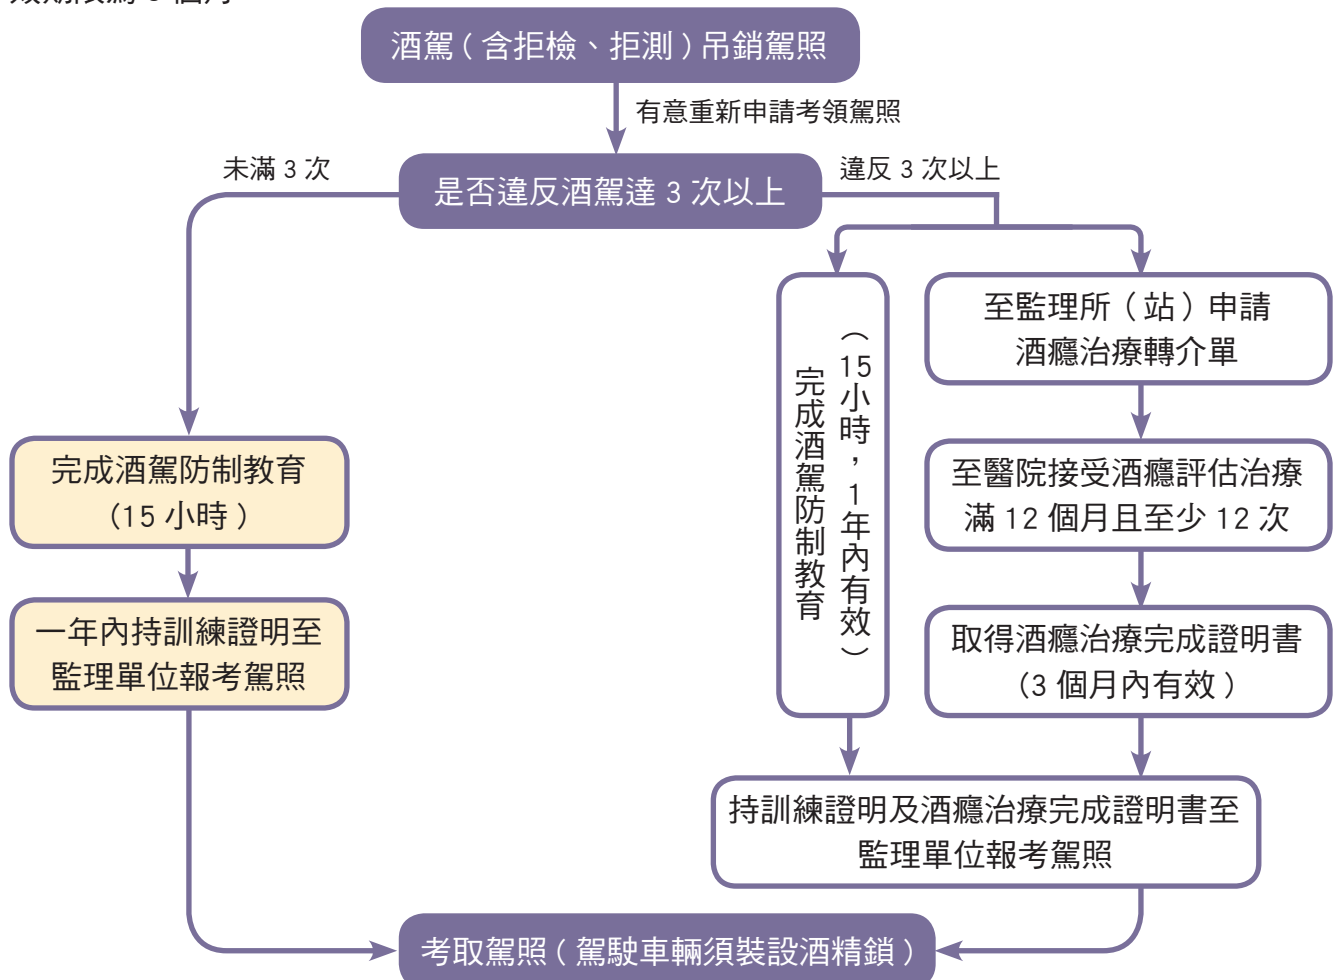 酒駕（含拒檢、拒測）吊銷駕照
有意重新申請考領駕照
未滿 3 次
是否違反酒駕達 3 次以上
違反 3 次以上
完成酒駕防制教育
(15 小時）
一年內持訓練證明至
監理單位報考駕照
完成酒駕防制教育
（15小時，1年內有效）
至監理所（站）申請
酒癮治療轉介單
至醫院接受酒癮評估治療
滿 12 個月且至少 12 次
取得酒癮治療完成證明書
(3 個月內有效）
持訓練證明及酒癮治療完成證明書至
監理單位報考駕照
考取駕照（駕駛車輛須裝設酒精鎖）